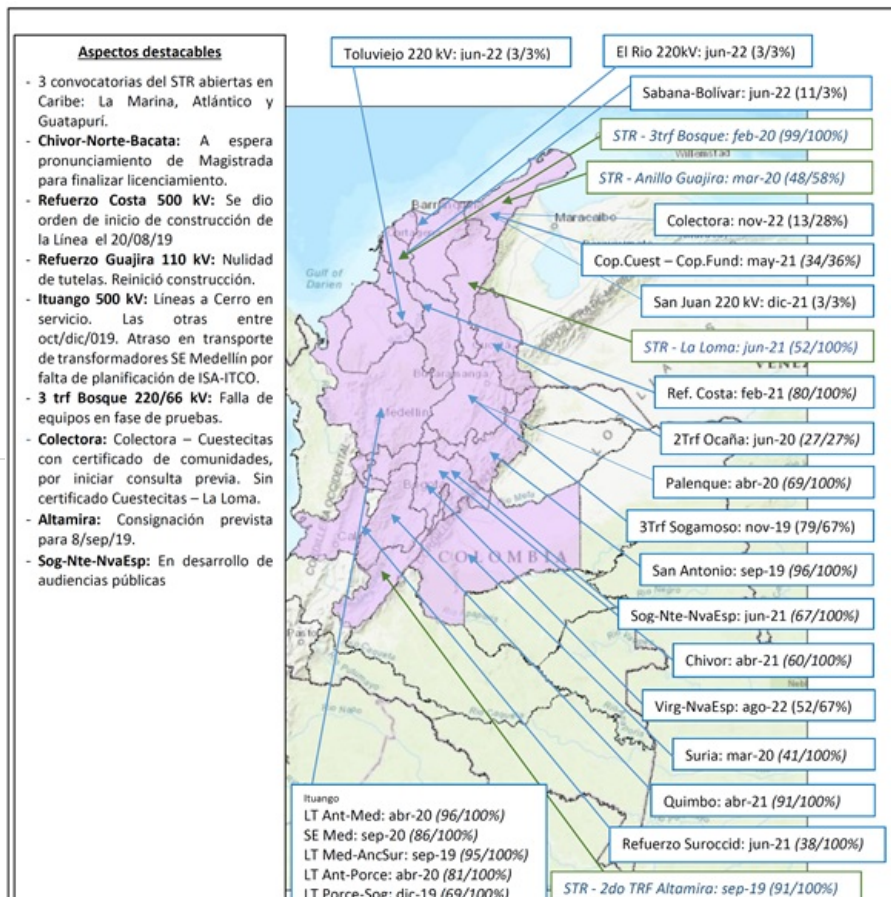 Aspectos destacables
- 3 convocatorias del STR abiertas en
Caribe: La Marina, Atlántico y
Guatapurí.
- Chivor-Norte-Bacata: A espera
pronunciamiento de Magistrada
para finalizar licenciamiento.
- Refuerzo Costa 500 kV: Se dio
orden de inicio de construcción de
la Línea el 20/08/19
- Refuerzo Guajira 110 kV: Nulidad
de tutelas. Reinició construcción.
- Ituango 500 kV: Líneas a Cerro en
servicio. Las otras entre
oct/dic/019. Atraso en transporte
de transformadores SE Medellín por
falta de planificación de ISA-ITCO.
- 3 trf Bosque 220/66 kV: Falla de
equipos en fase de pruebas.
- Colectora: Colectora – Cuestecitas
con certificado de comunidades,
por iniciar consulta previa. Sin
certificado Cuestecitas – La Loma.
- Altamira: Consignación prevista
para 8/sep/19.
- Sog-Nte-NvaEsp: En desarrollo de
audiencias públicas
Toluviejo 220 kV: jun-22 (3/3%)
El Rio 220kV: jun-22 (3/3%)
Sabana-Bolívar: jun-22 (11/3%)
STR - 3trf Bosque: feb-20 (99/100%)
STR - Anillo Guajira: mar-20 (48/58%)
Colectora: nov-22 (13/28%)
Cop.Cuest – Cop.Fund: may-21 (34/36%)
San Juan 220 kV: dic-21 (3/3%)
STR - La Loma: jun-21 (52/100%)
Ref. Costa: feb-21 (80/100%)
2Trf Ocaña: jun-20 (27/27%)
Palenque: abr-20 (69/100%)
3Trf Sogamoso: nov-19 (79/67%)
San Antonio: sep-19 (96/100%)
Sog-Nte-NvaEsp: jun-21 (67/100%)
Chivor: abr-21 (60/100%)
Virg-NvaEsp: ago-22 (52/67%)
Suria: mar-20 (41/100%)
Quimbo: abr-21 (91/100%)
Refuerzo Suroccid: jun-21 (38/100%)
STR - 2do TRF Altamira: sep-19 (91/100%)
Ituango
LT Ant-Med: abr-20 (96/100%)
SE Med: sep-20 (86/100%)
LT Med-AncSur: sep-19 (95/100%)
LT Ant-Porce: abr-20 (81/100%)
LT Porce-Sog: dic-19 (69/100%)
Willemstad
Maracaibo
Gulf of
Darien
Medellín
COLOMBIA
Pasto